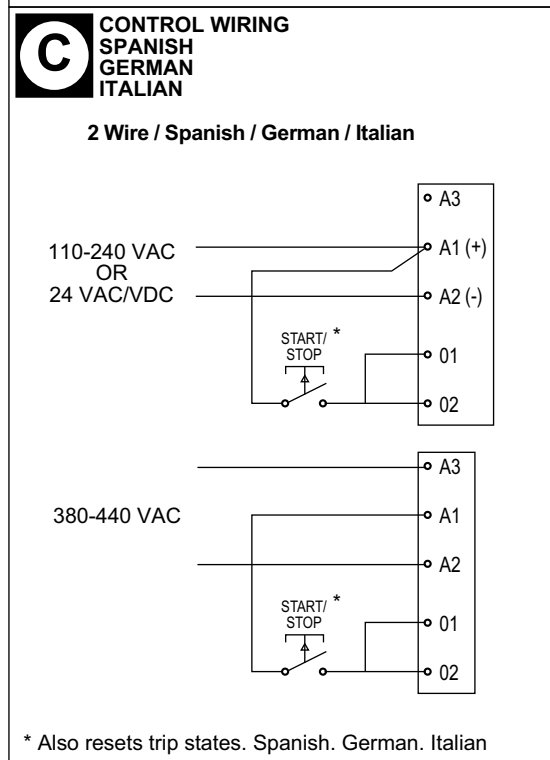 C
CONTROL WIRING
SPANISH
GERMAN
ITALIAN
2 Wire / Spanish / German / Italian
A3
110-240 VAC
OR
24 VAC/VDC
A1 (+)
A2 (-)
START/ *
STOP
01
02
A3
380-440 VAC
A1
A2
START/ *
STOP
01
02
* Also resets trip states. Spanish. German. Italian